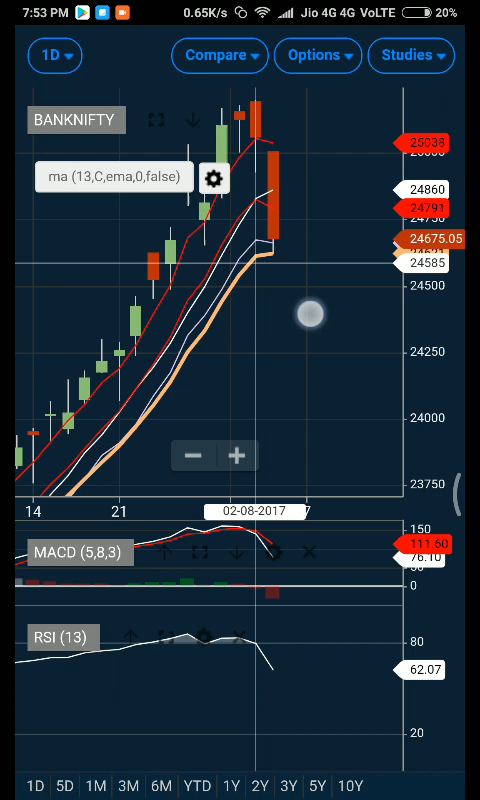 7:53 PM 0.65K/s Jio 4G 4G VoLTE 20%
1D Compare Options Studies
BANKNIFTY
25038
ma (13,C,ema,0,false)
24860
24791
24675.05
24585
24500
24250
24000
23750
14 21 02-08-2017 7
150
MACD (5,8,3)
111.60
76.10
0
RSI (13)
80
62.07
20
1D 5D 1M 3M 6M YTD 1Y 2Y 3Y 5Y 10Y